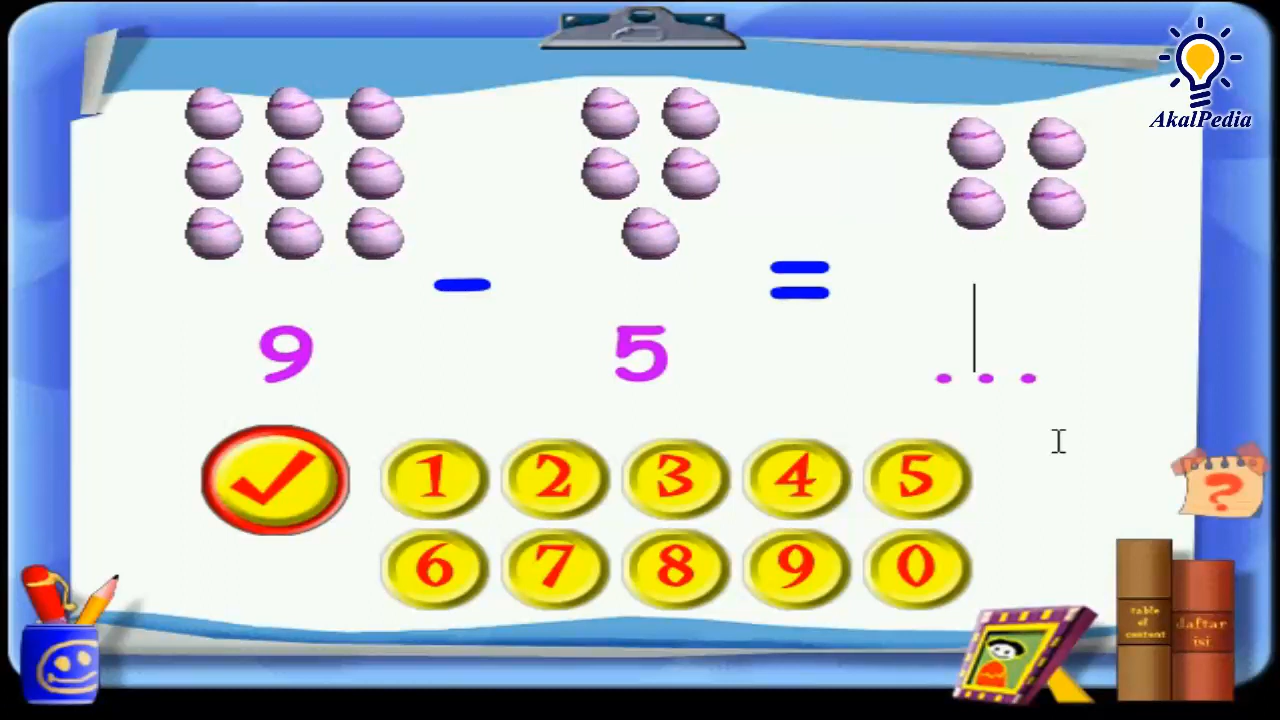 AkalPedia
9 - 5 = ...
1 2 3 4 5
6 7 8 9 0
?
table
of
content
daftar
isi